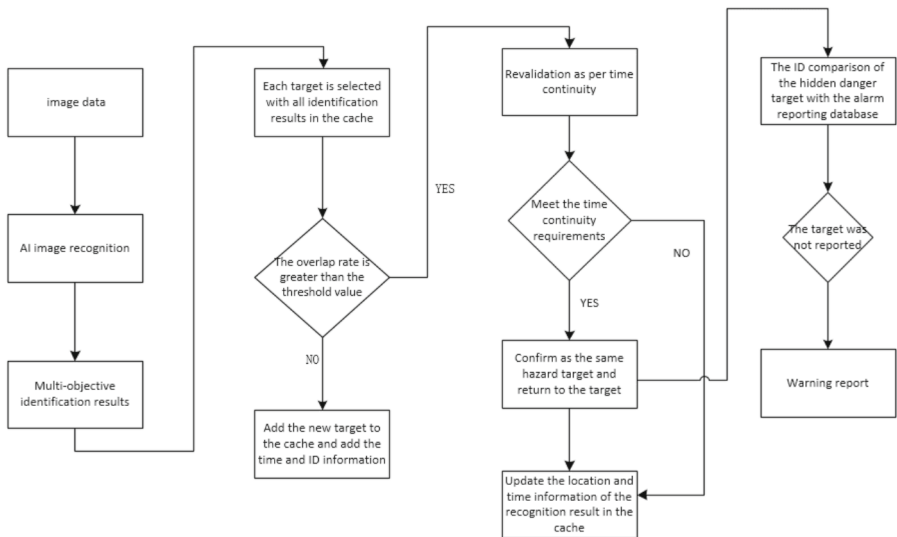 image data
AI image recognition
Multi-objective
identification results
Each target is selected
with all identification
results in the cache
The overlap rate is
greater than the
threshold value
NO
Add the new target to
the cache and add the
time and ID information
YES
Revalidation as per time
continuity
Meet the time
continuity
requirements
NO
YES
Confirm as the same
hazard target and
return to the target
Update the location and
time information of the
recognition result in the
cache
The ID comparison of
the hidden danger
target with the alarm
reporting database
The target was
not reported
Warning report